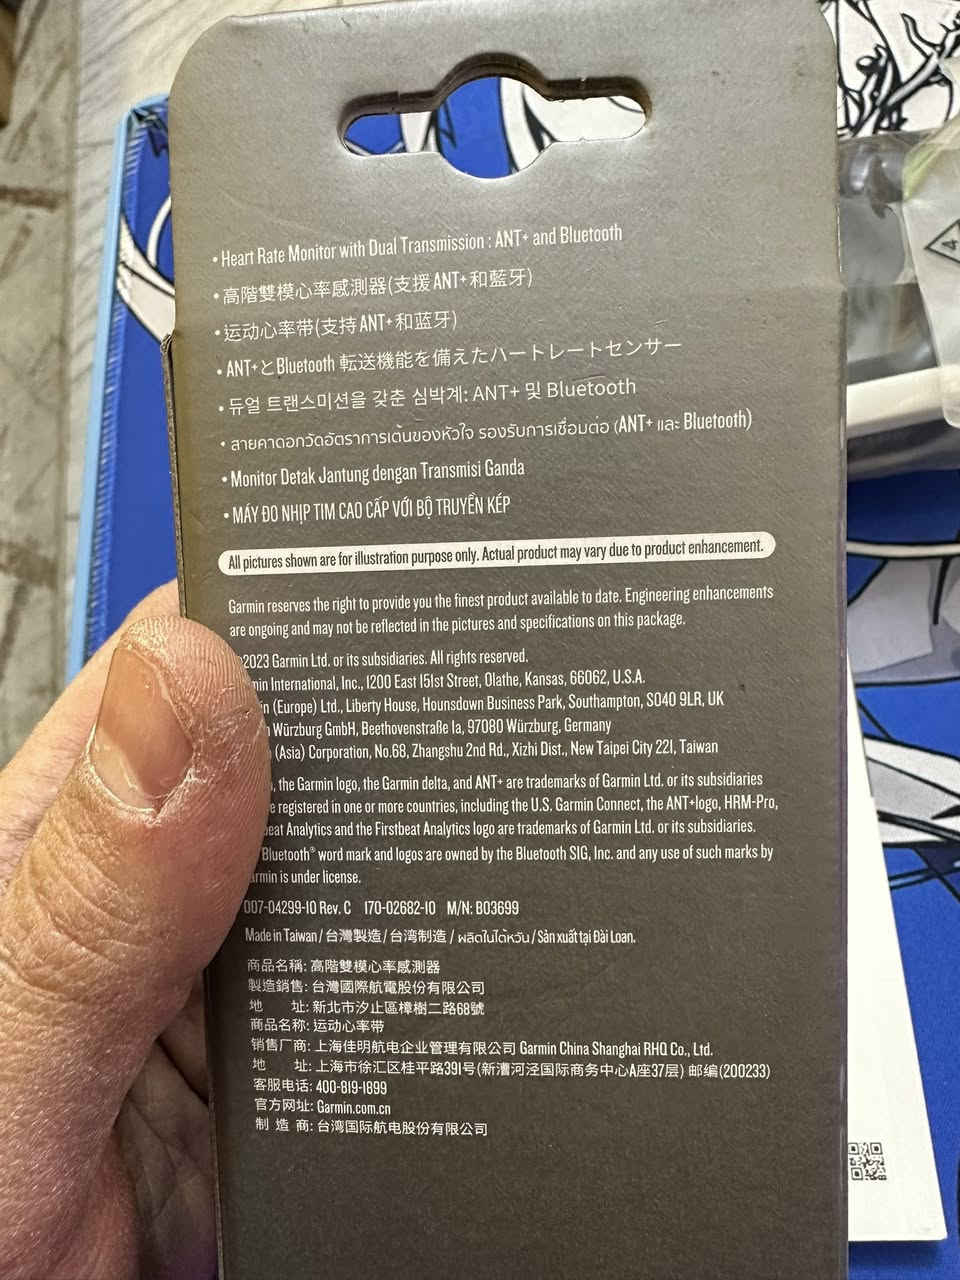 • Heart Rate Monitor with Dual Transmission : ANT+ and Bluetooth
• 高階雙模心率感測器(支援ANT+和藍牙)
• 运动心率带(支持ANT+和蓝牙)
• ANT+とBluetooth 転送機能を備えたハートレートセンサー
• 듀얼 트랜스미션을 갖춘 심박계: ANT+ 및 Bluetooth
• สายคาดอกวัดอัตราการเต้นของหัวใจ รองรับการเชื่อมต่อ (ANT+ และ Bluetooth)
• Monitor Detak Jantung dengan Transmisi Ganda
• MÁY ĐO NHỊP TIM CAO CẤP VỚI BỘ TRUYỀN KÉP
All pictures shown are for illustration purpose only. Actual product may vary due to product enhancement.
Garmin reserves the right to provide you the finest product available to date. Engineering enhancements
are ongoing and may not be reflected in the pictures and specifications on this package.
2023 Garmin Ltd. or its subsidiaries. All rights reserved.
min International, Inc., 1200 East 151st Street, Olathe, Kansas, 66062, U.S.A.
in (Europe) Ltd., Liberty House, Hounsdown Business Park, Southampton, SO40 9LR, UK
Würzburg GmbH, Beethovenstraße 1a, 97080 Würzburg, Germany
(Asia) Corporation, No.68, Zhangshu 2nd Rd., Xizhi Dist., New Taipei City 221, Taiwan
, the Garmin logo, the Garmin delta, and ANT+ are trademarks of Garmin Ltd. or its subsidiaries
e registered in one or more countries, including the U.S. Garmin Connect, the ANT+logo, HRM-Pro,
eat Analytics and the Firstbeat Analytics logo are trademarks of Garmin Ltd. or its subsidiaries.
Bluetooth® word mark and logos are owned by the Bluetooth SIG, Inc. and any use of such marks by
armin is under license.
007-04299-10 Rev. C 170-02682-10 M/N: B03699
Made in Taiwan / 台灣製造 / 台湾制造 / ผลิตในไต้หวัน / Sản xuất tại Đài Loan.
商品名稱: 高階雙模心率感測器
製造銷售: 台灣國際航電股份有限公司
地 址: 新北市汐止區樟樹二路68號
商品名称: 运动心率带
销售厂商: 上海佳明航电企业管理有限公司 Garmin China Shanghai RHQ Co., Ltd.
地 址: 上海市徐汇区桂平路391号(新漕河泾国际商务中心A座37层) 邮编(200233)
客服电话: 400-819-1899
官方网址: Garmin.com.cn
制 造 商: 台湾国际航电股份有限公司
4